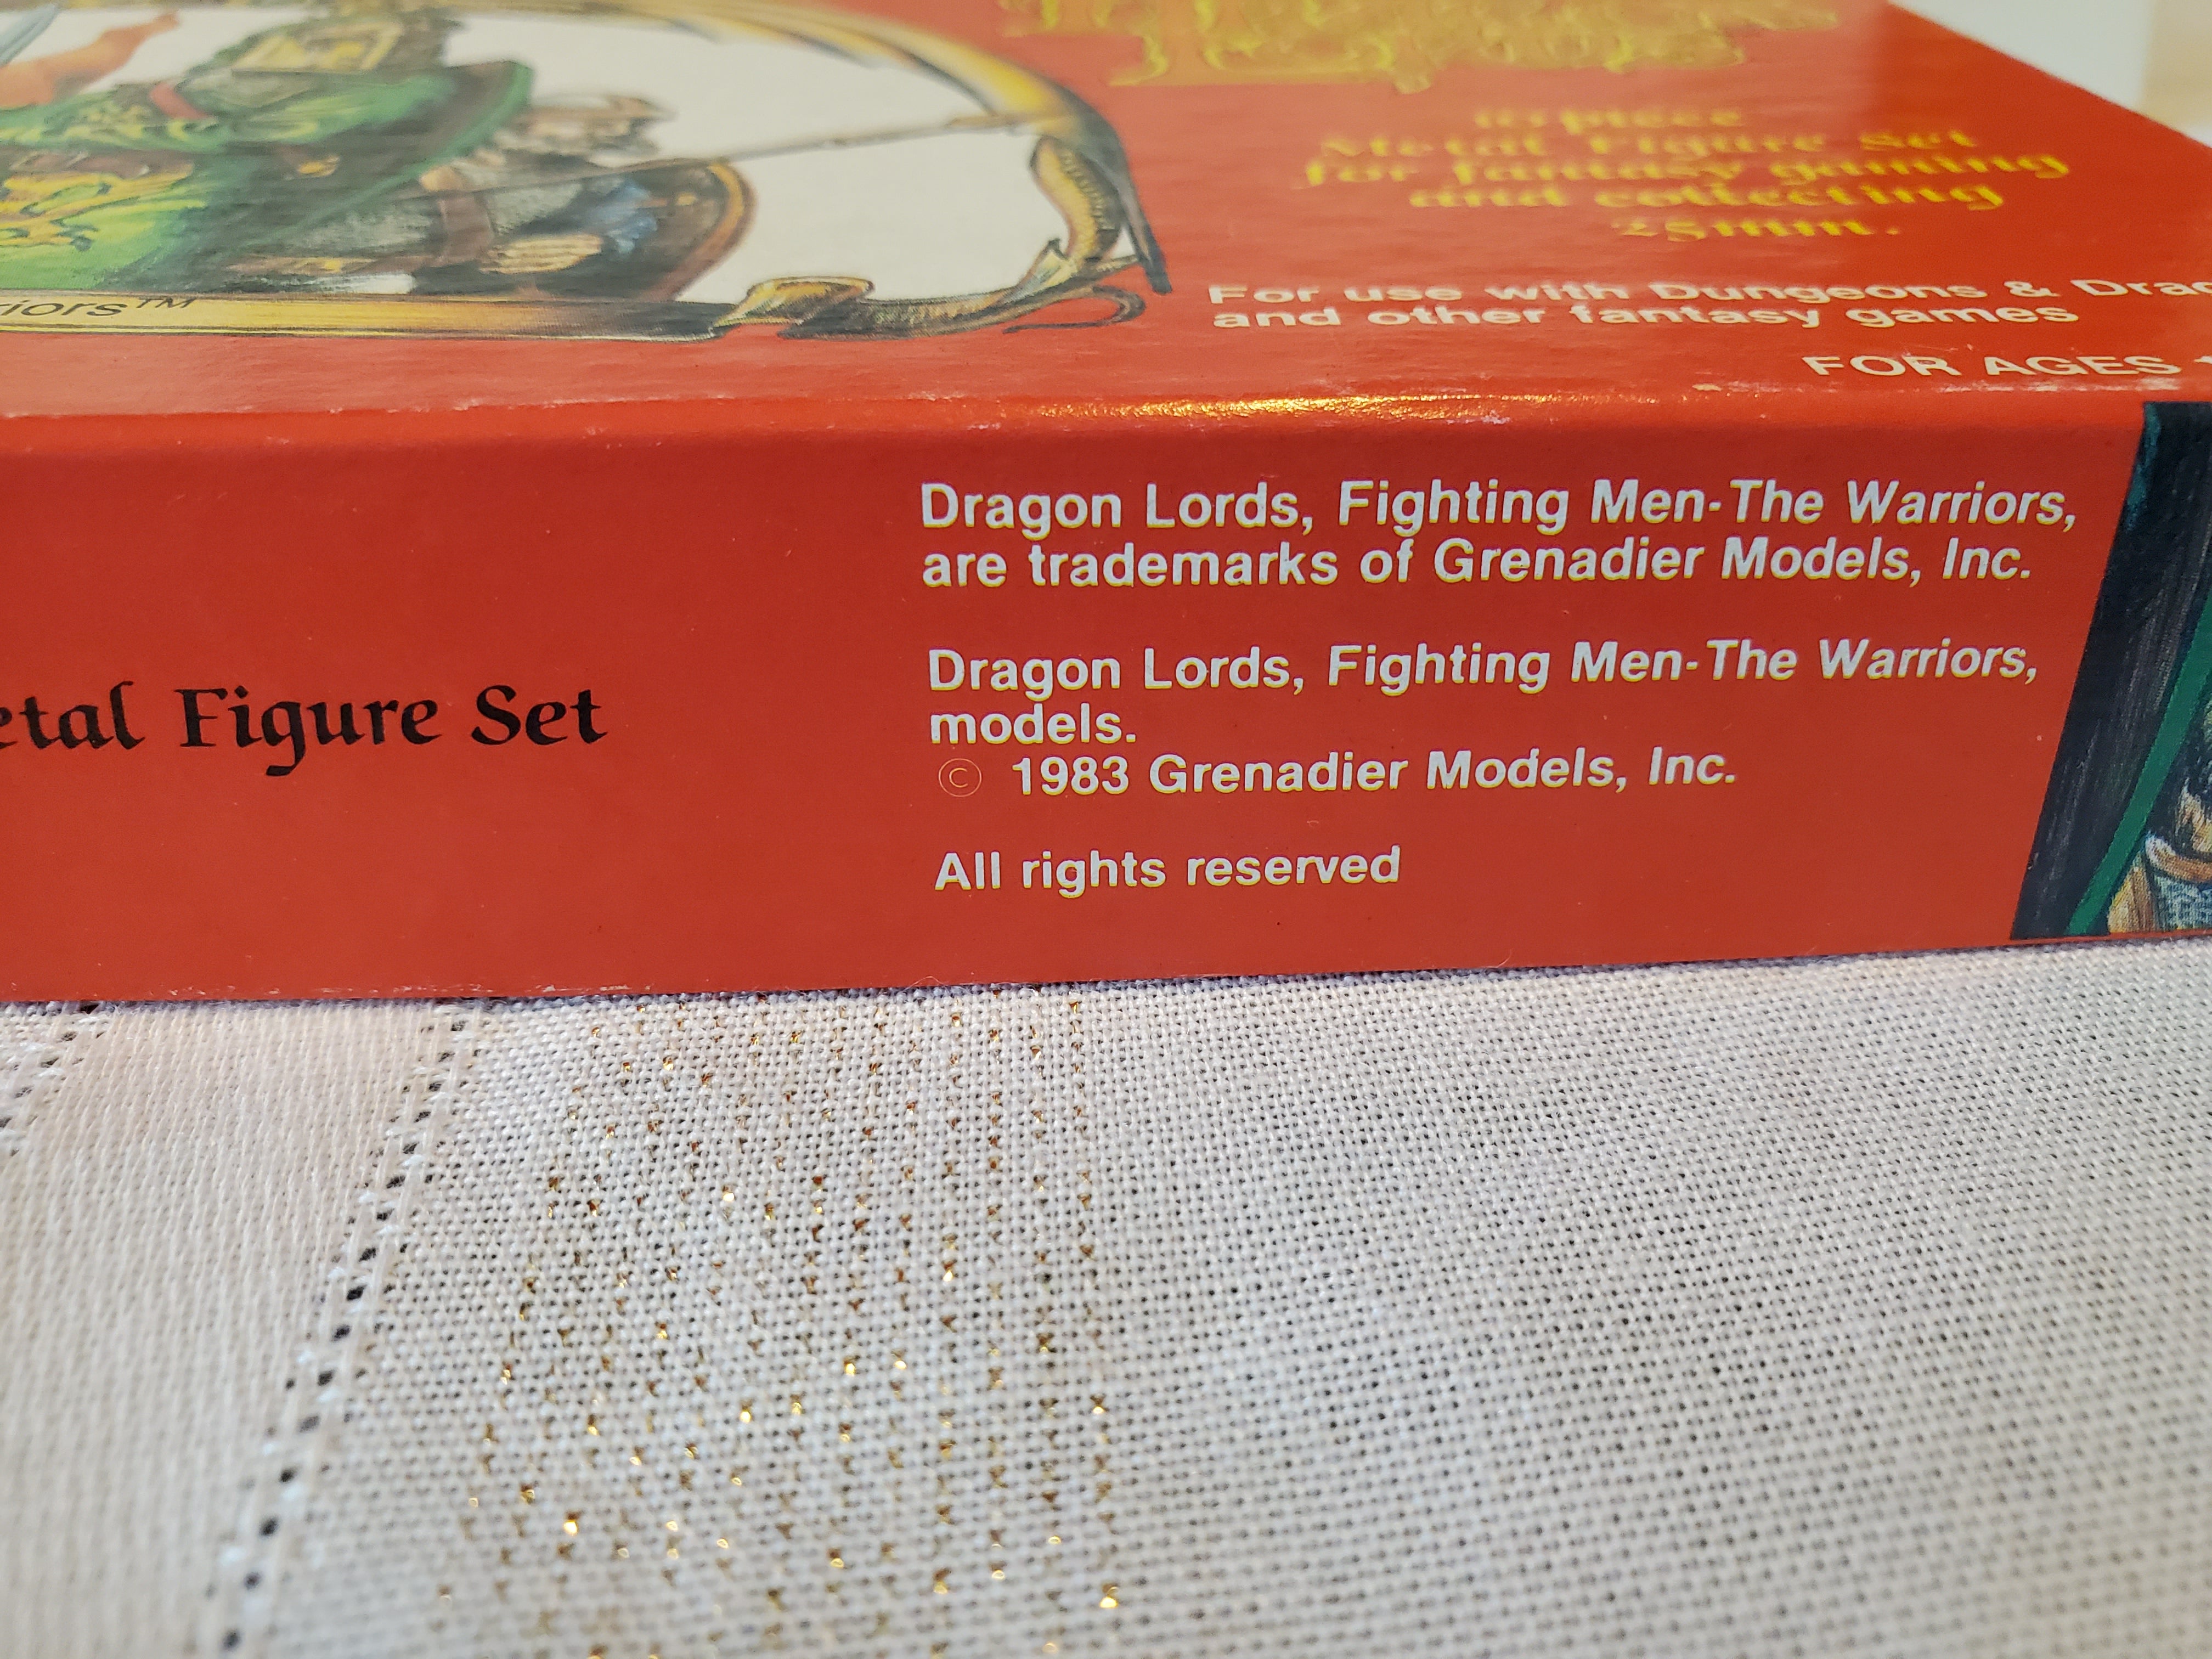 riors™
10 piece
Metal Figure Set
for fantasy gaming
and collecting
25mm.
For use with Dungeons & Drag
and other fantasy games
FOR AGES
etal Figure Set
Dragon Lords, Fighting Men-The Warriors,
are trademarks of Grenadier Models, Inc.
Dragon Lords, Fighting Men-The Warriors,
models.
© 1983 Grenadier Models, Inc.
All rights reserved